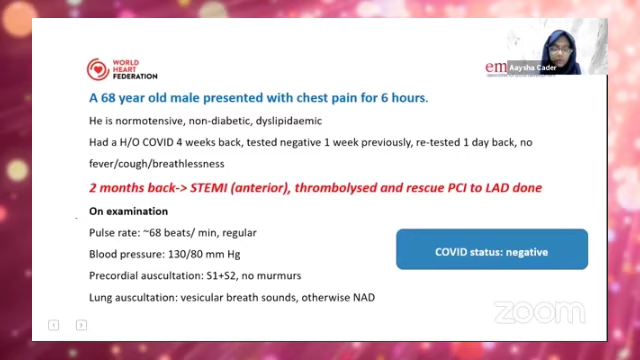 WORLD
HEART
FEDERATION
em
Aaysha Cader
A 68 year old male presented with chest pain for 6 hours.
He is normotensive, non-diabetic, dyslipidaemic
Had a H/O COVID 4 weeks back, tested negative 1 week previously, re-tested 1 day back, no
fever/cough/breathlessness
2 months back-> STEMI (anterior), thrombolysed and rescue PCI to LAD done
On examination
Pulse rate: ~68 beats/ min, regular
Blood pressure: 130/80 mm Hg
Precordial auscultation: S1+S2, no murmurs
Lung auscultation: vesicular breath sounds, otherwise NAD
COVID status: negative
zoom